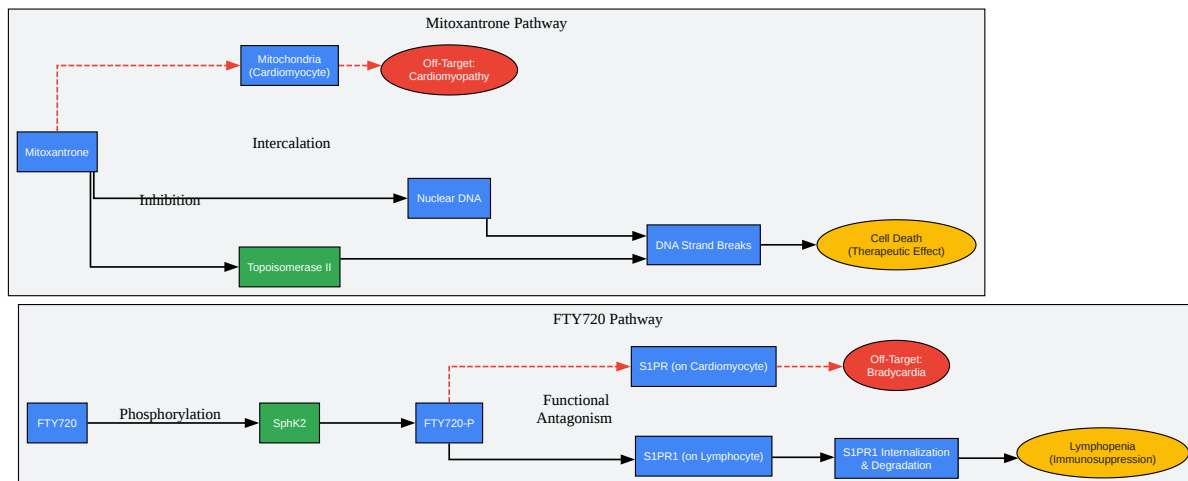 Mitoxantrone Pathway
Mitochondria
(Cardiomyocyte)
Off-Target:
Cardiomyopathy
Mitoxantrone
Intercalation
Inhibition
Nuclear DNA
DNA Strand Breaks
Cell Death
(Therapeutic Effect)
Topoisomerase II
FTY720 Pathway
S1PR (on Cardiomyocyte)
Off-Target:
Bradycardia
FTY720
Phosphorylation
SphK2
FTY720-P
Functional
Antagonism
S1PR1 (on Lymphocyte)
S1PR1 Internalization
& Degradation
Lymphopenia
(Immunosuppression)